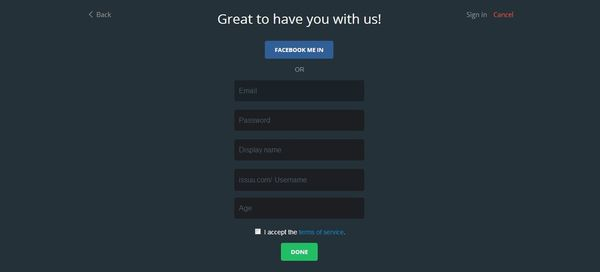 Back
Great to have you with us!
Sign in Cancel
FACEBOOK ME IN
OR
Email
Password
Display name
issuu.com/ Username
Age
I accept the terms of service.
DONE